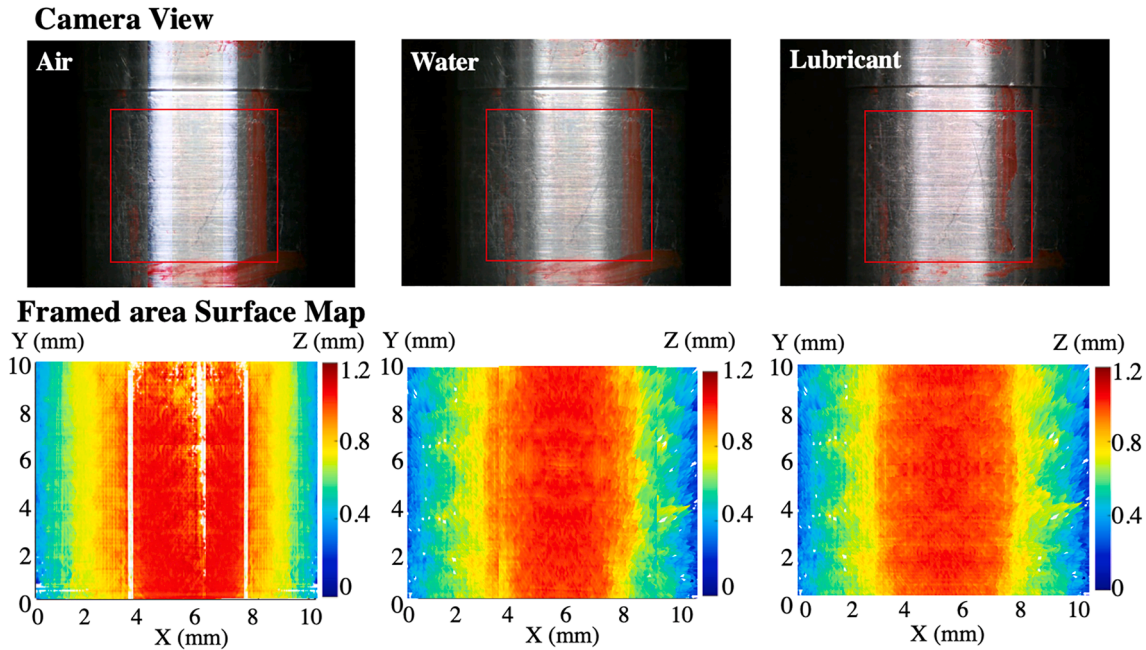 Camera View
Air
Water
Lubricant
Framed area Surface Map
Y (mm) Z (mm)
10 8 6 4 2 0
0 2 4 6 8 10
X (mm)
1.2 0.8 0.4 0
Y (mm) Z (mm)
10 8 6 4 2 0
0 2 4 6 8 10
X (mm)
1.2 0.8 0.4 0
Y (mm) Z (mm)
10 8 6 4 2 0
0 2 4 6 8 10
X (mm)
1.2 0.8 0.4 0